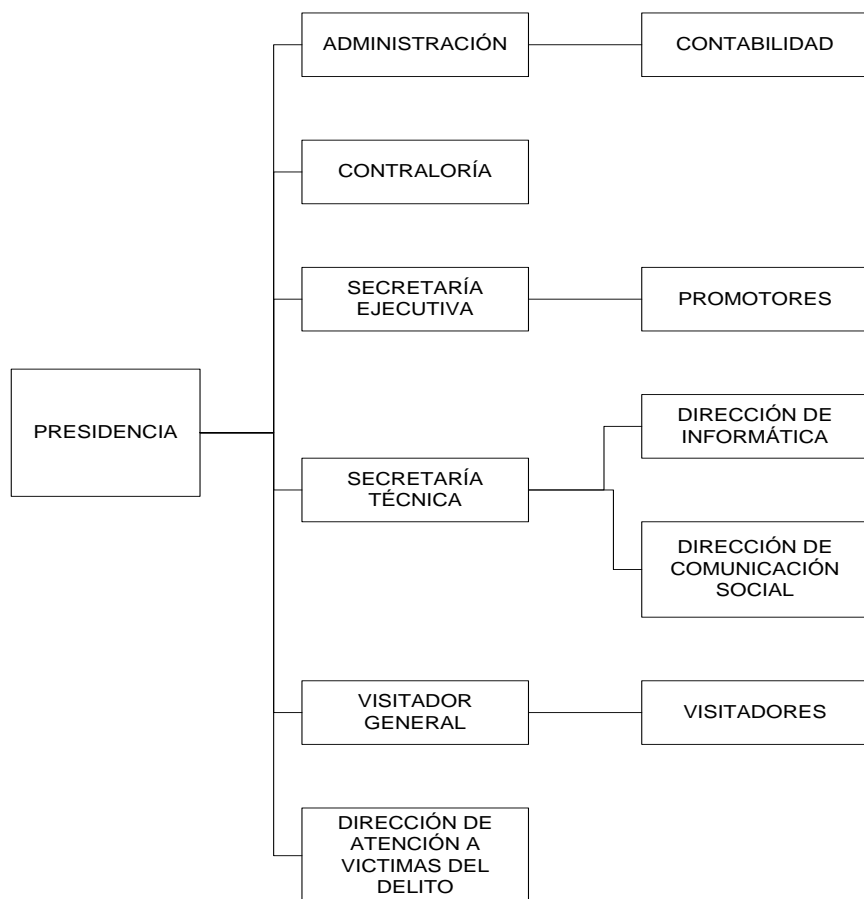 ADMINISTRACIÓN
CONTABILIDAD
CONTRALORÍA
SECRETARÍA
EJECUTIVA
PROMOTORES
PRESIDENCIA
DIRECCIÓN DE
INFORMÁTICA
SECRETARÍA
TÉCNICA
DIRECCIÓN DE
COMUNICACIÓN
SOCIAL
VISITADOR
GENERAL
VISITADORES
DIRECCIÓN DE
ATENCIÓN A
VICTIMAS DEL
DELITO